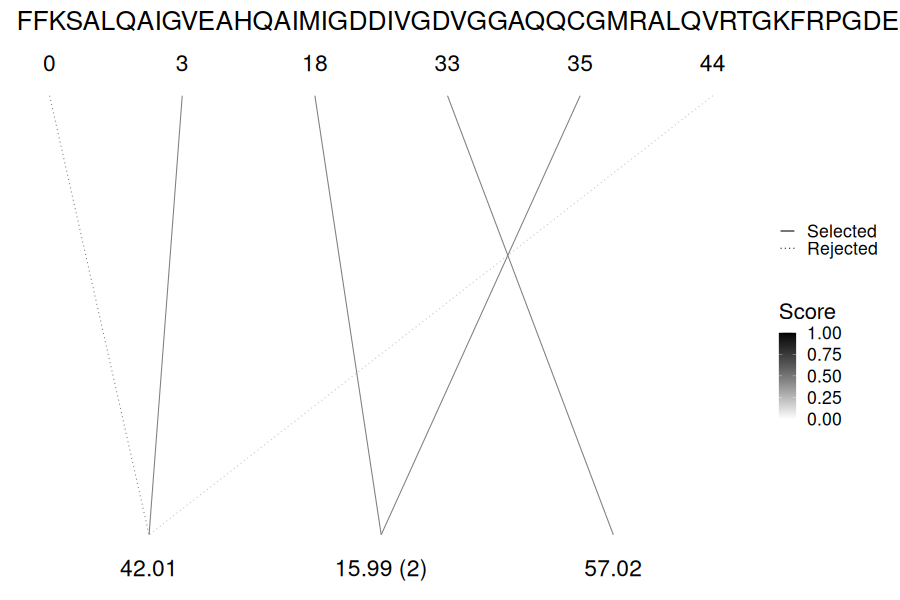 FFKSALQAIGVEAHQAIMIGDDIVGDVGGAQQCGMRALQVRTGKFRPGDE
0 3 18 33 35 44
Selected
Rejected
Score
1.00
0.75
0.50
0.25
0.00
42.01 15.99 (2) 57.02